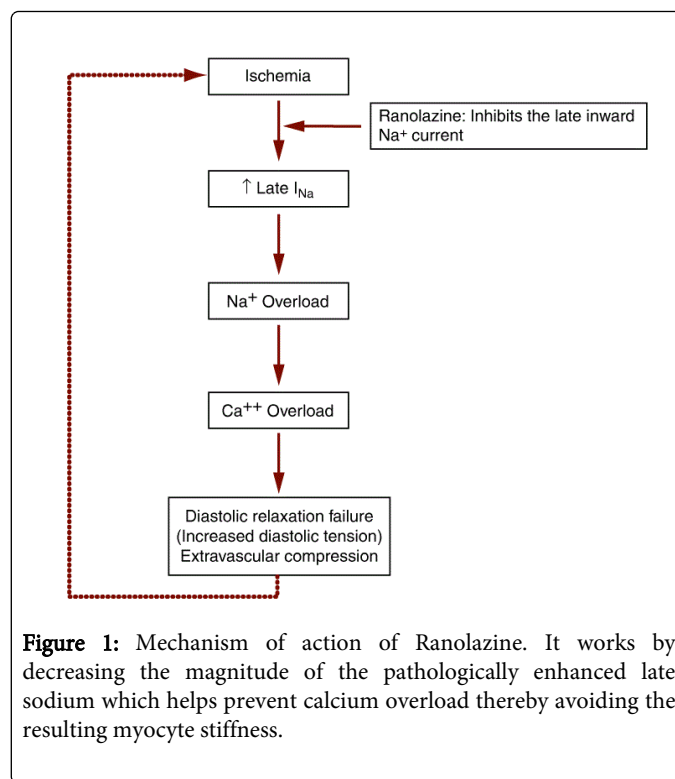 Ischemia
Ranolazine: Inhibits the late inward
Na+ current
↑ Late INa
Na+ Overload
Ca++ Overload
Diastolic relaxation failure
(Increased diastolic tension)
Extravascular compression
Figure 1: Mechanism of action of Ranolazine. It works by
decreasing the magnitude of the pathologically enhanced late
sodium which helps prevent calcium overload thereby avoiding the
resulting myocyte stiffness.